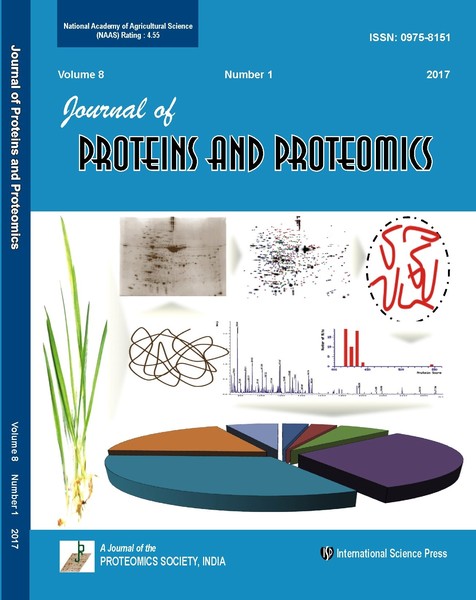 Journal of Proteins and Proteomics
Volume 8
Number 1
2017
National Academy of Agricultural Science
(NAAS) Rating : 4.55
ISSN: 0975-8151
Volume 8
Number 1
2017
Journal of
PROTEINS AND PROTEOMICS
A Journal of the
PROTEOMICS SOCIETY, INDIA
ISP International Science Press